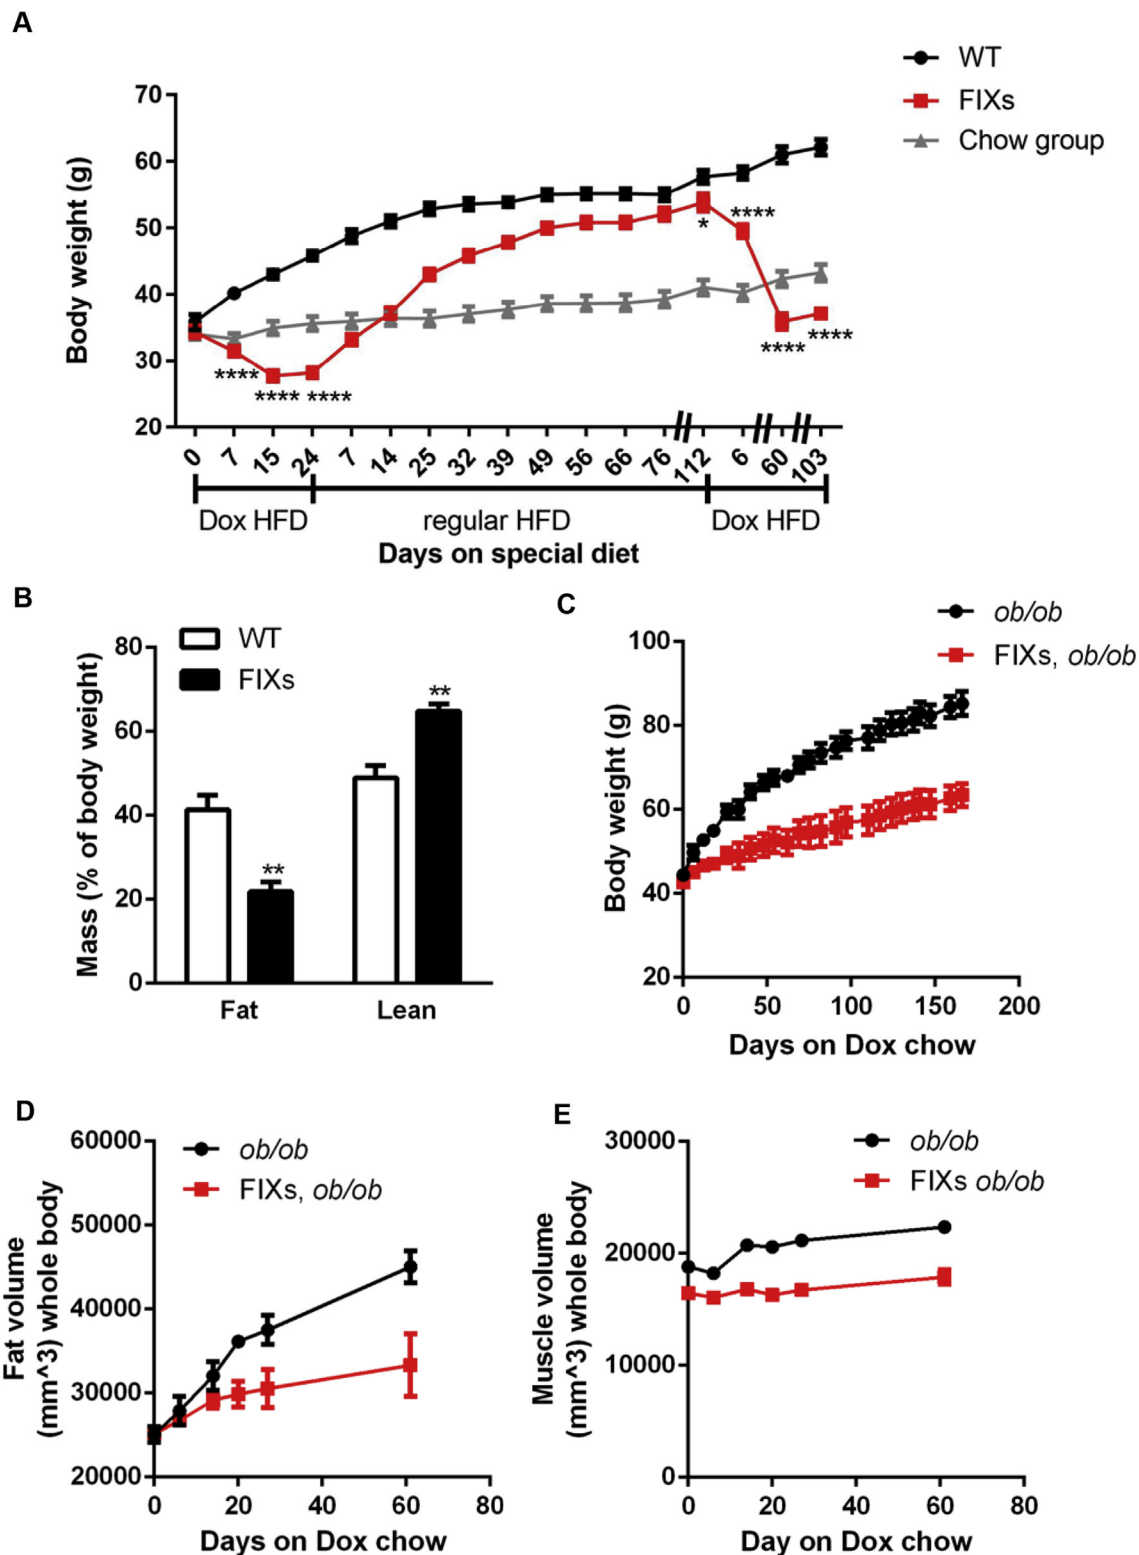 A
WT
FIXs
Chow group
Body weight (g)
70
60
50
40
30
20
****
****
****
*
****
****
****
0 7 15 24 7 14 25 32 39 49 56 66 76 112 6 60 103
Dox HFD regular HFD Dox HFD
Days on special diet
B
WT
FIXs
Mass (% of body weight)
80
60
40
20
0
**
**
Fat Lean
C
ob/ob
FIXs, ob/ob
Body weight (g)
100
80
60
40
20
0 50 100 150 200
Days on Dox chow
D
ob/ob
FIXs, ob/ob
Fat volume
(mm^3) whole body
60000
50000
40000
30000
20000
0 20 40 60 80
Days on Dox chow
E
ob/ob
FIXs ob/ob
Muscle volume
(mm^3) whole body
30000
20000
10000
0
0 20 40 60 80
Day on Dox chow